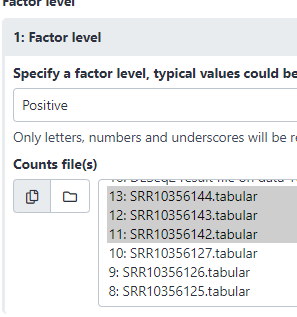 Factor level
1: Factor level
Specify a factor level, typical values could be
Positive
Only letters, numbers and underscores will be re
Counts file(s)
13: SRR10356144.tabular
12: SRR10356143.tabular
11: SRR10356142.tabular
10: SRR10356127.tabular
9: SRR10356126.tabular
8: SRR10356125.tabular